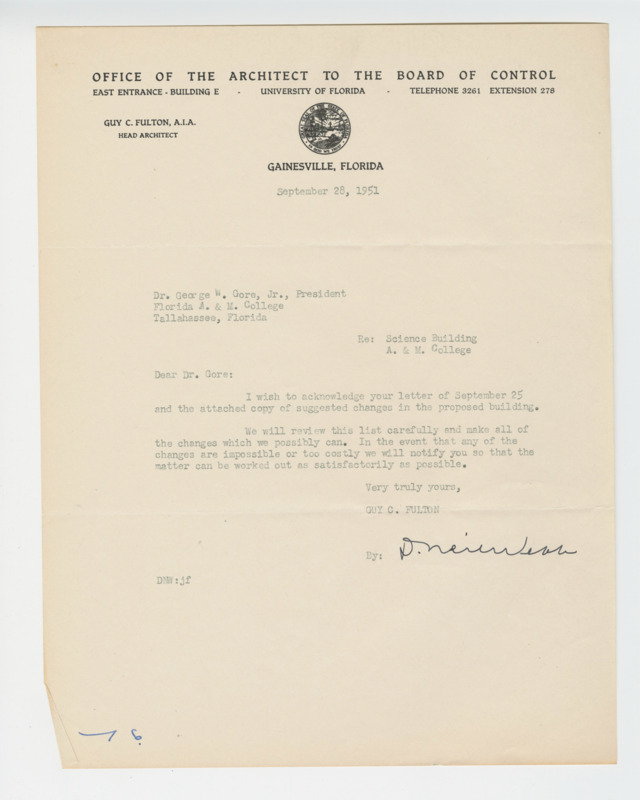 OFFICE OF THE ARCHITECT TO THE BOARD OF CONTROL
EAST ENTRANCE - BUILDING E - UNIVERSITY OF FLORIDA - TELEPHONE 3261 EXTENSION 278
GUY C. FULTON, A.I.A.
HEAD ARCHITECT
GAINESVILLE, FLORIDA
September 28, 1951
Dr. George W. Gore, Jr., President
Florida A. & M. College
Tallahassee, Florida
Re: Science Building
A. & M. College
Dear Dr. Gore:
I wish to acknowledge your letter of September 25
and the attached copy of suggested changes in the proposed building.
We will review this list carefully and make all of
the changes which we possibly can. In the event that any of the
changes are impossible or too costly we will notify you so that the
matter can be worked out as satisfactorily as possible.
Very truly yours,
GUY C. FULTON
By: D.
DNW:jf